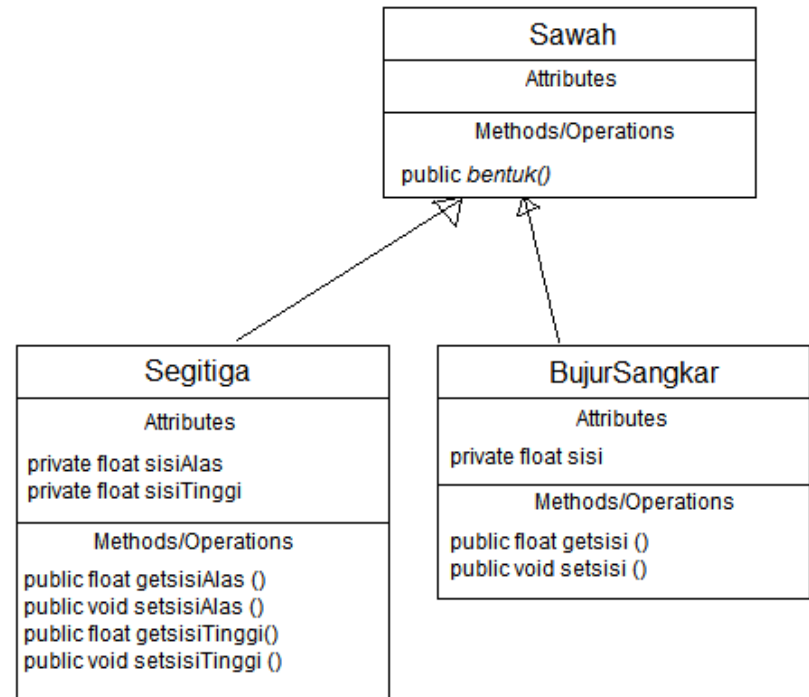 Sawah
Attributes
Methods/Operations
public bentuk()
Segitiga
Attributes
private float sisiAlas
private float sisiTinggi
Methods/Operations
public float getsisiAlas ()
public void setsisiAlas ()
public float getsisiTinggi()
public void setsisiTinggi ()
BujurSangkar
Attributes
private float sisi
Methods/Operations
public float getsisi ()
public void setsisi ()